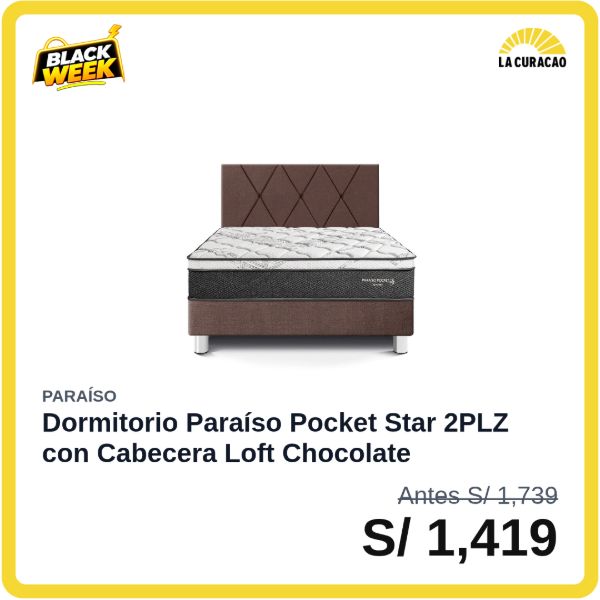 BLACK
WEEK
LA CURACAO
PARAÍSO
Dormitorio Paraíso Pocket Star 2PLZ
con Cabecera Loft Chocolate
Antes S/ 1,739
S/ 1,419